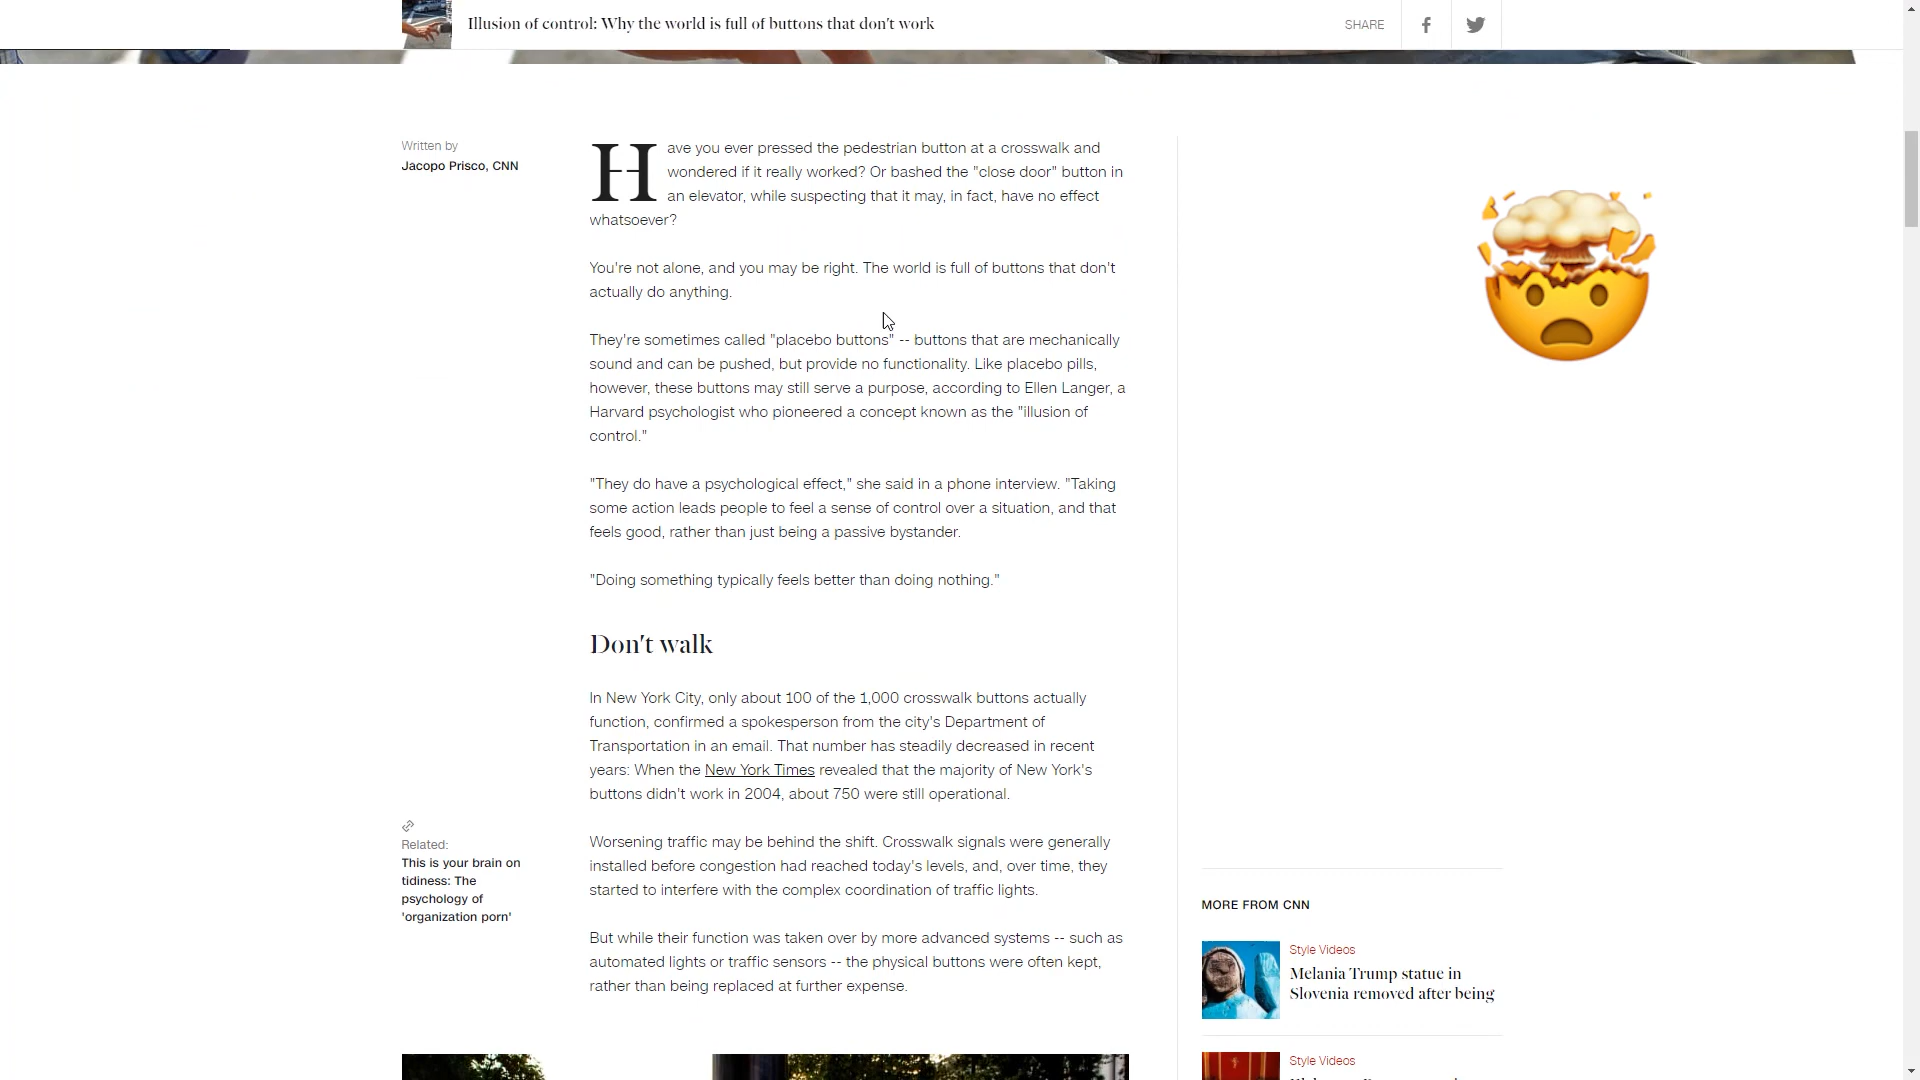 Illusion of control: Why the world is full of buttons that don't work
SHARE
Written by
Jacopo Prisco, CNN
Have you ever pressed the pedestrian button at a crosswalk and
wondered if it really worked? Or bashed the "close door" button in
an elevator, while suspecting that it may, in fact, have no effect
whatsoever?
You're not alone, and you may be right. The world is full of buttons that don't
actually do anything.
They're sometimes called "placebo buttons" -- buttons that are mechanically
sound and can be pushed, but provide no functionality. Like placebo pills,
however, these buttons may still serve a purpose, according to Ellen Langer, a
Harvard psychologist who pioneered a concept known as the "illusion of
control."
"They do have a psychological effect," she said in a phone interview. "Taking
some action leads people to feel a sense of control over a situation, and that
feels good, rather than just being a passive bystander.
"Doing something typically feels better than doing nothing."
Don't walk
In New York City, only about 100 of the 1,000 crosswalk buttons actually
function, confirmed a spokesperson from the city's Department of
Transportation in an email. That number has steadily decreased in recent
years: When the New York Times revealed that the majority of New York's
buttons didn't work in 2004, about 750 were still operational.
Related:
This is your brain on
tidiness: The
psychology of
'organization porn'
Worsening traffic may be behind the shift. Crosswalk signals were generally
installed before congestion had reached today's levels, and, over time, they
started to interfere with the complex coordination of traffic lights.
But while their function was taken over by more advanced systems -- such as
automated lights or traffic sensors -- the physical buttons were often kept,
rather than being replaced at further expense.
MORE FROM CNN
Style Videos
Melania Trump statue in
Slovenia removed after being
Style Videos